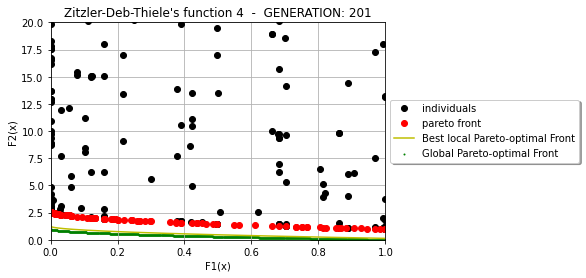 Zitzler-Deb-Thiele's function 4 - GENERATION: 201
20.0
17.5
15.0
12.5
10.0
7.5
5.0
2.5
0.0
F2(x)
0.0 0.2 0.4 0.6 0.8 1.0
F1(x)
individuals
pareto front
Best local Pareto-optimal Front
Global Pareto-optimal Front